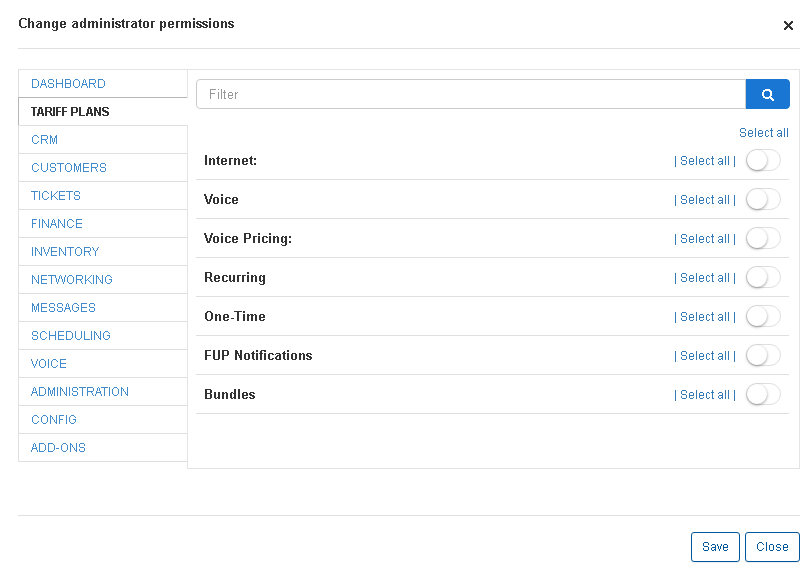 Change administrator permissions
×
DASHBOARD
TARIFF PLANS
CRM
CUSTOMERS
TICKETS
FINANCE
INVENTORY
NETWORKING
MESSAGES
SCHEDULING
VOICE
ADMINISTRATION
CONFIG
ADD-ONS
Filter
Select all
Internet: | Select all |
Voice | Select all |
Voice Pricing: | Select all |
Recurring | Select all |
One-Time | Select all |
FUP Notifications | Select all |
Bundles | Select all |
Save Close